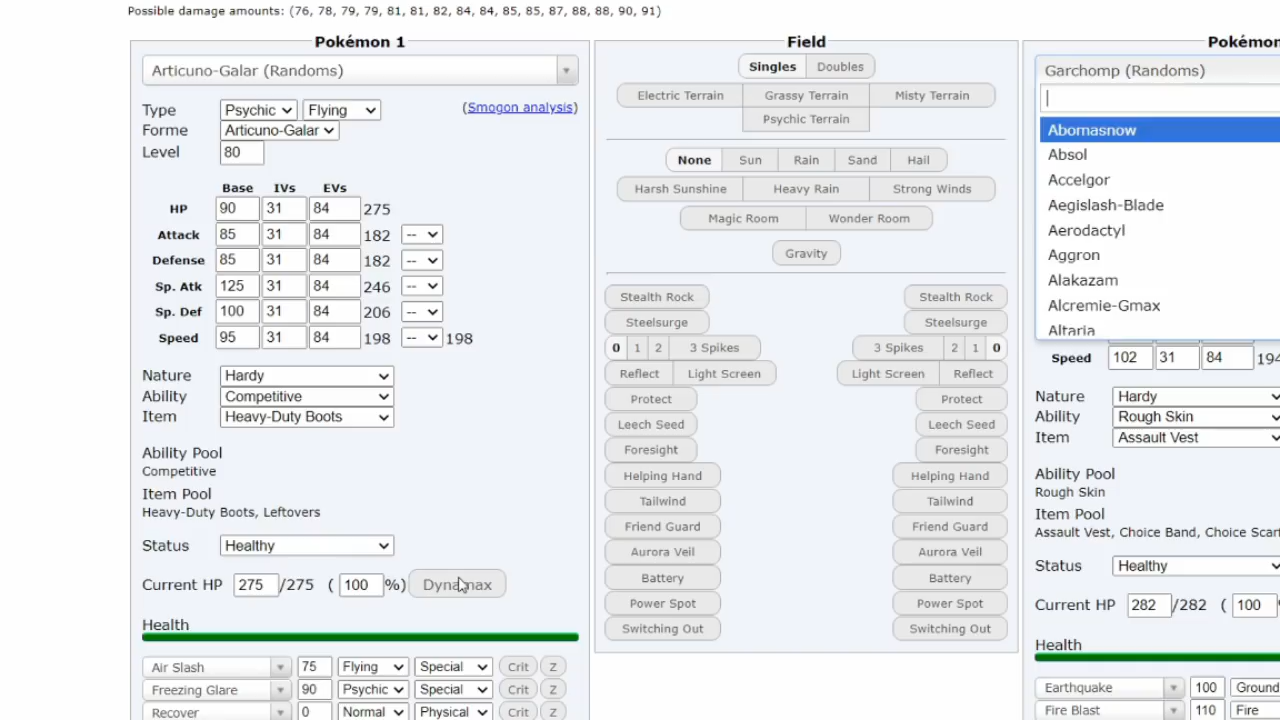 Possible damage amounts: (76, 78, 79, 79, 81, 81, 82, 84, 84, 85, 85, 87, 88, 88, 90, 91)
Pokémon 1
Articuno-Galar (Randoms)
Type Psychic Flying (Smogon analysis)
Forme Articuno-Galar
Level 80
Base IVs EVs
HP 90 31 84 275
Attack 85 31 84 182 --
Defense 85 31 84 182 --
Sp. Atk 125 31 84 246 --
Sp. Def 100 31 84 206 --
Speed 95 31 84 198 -- 198
Nature Hardy
Ability Competitive
Item Heavy-Duty Boots
Ability Pool
Competitive
Item Pool
Heavy-Duty Boots, Leftovers
Status Healthy
Current HP 275 /275 ( 100 %) Dynamax
Health
Air Slash 75 Flying Special Crit Z
Freezing Glare 90 Psychic Special Crit Z
Recover 0 Normal Physical Crit Z
Field
Singles Doubles
Electric Terrain Grassy Terrain Misty Terrain
Psychic Terrain
None Sun Rain Sand Hail
Harsh Sunshine Heavy Rain Strong Winds
Magic Room Wonder Room
Gravity
Stealth Rock Stealth Rock
Steelsurge Steelsurge
0 1 2 3 Spikes 3 Spikes 2 1 0
Reflect Light Screen Light Screen Reflect
Protect Protect
Leech Seed Leech Seed
Foresight Foresight
Helping Hand Helping Hand
Tailwind Tailwind
Friend Guard Friend Guard
Aurora Veil Aurora Veil
Battery Battery
Power Spot Power Spot
Switching Out Switching Out
Pokémon
Garchomp (Randoms)
Abomasnow
Absol
Accelgor
Aegislash-Blade
Aerodactyl
Aggron
Alakazam
Alcremie-Gmax
Altaria
Speed 102 31 84 194
Nature Hardy
Ability Rough Skin
Item Assault Vest
Ability Pool
Rough Skin
Item Pool
Assault Vest, Choice Band, Choice Scarf
Status Healthy
Current HP 282 /282 ( 100
Health
Earthquake 100 Ground
Fire Blast 110 Fire